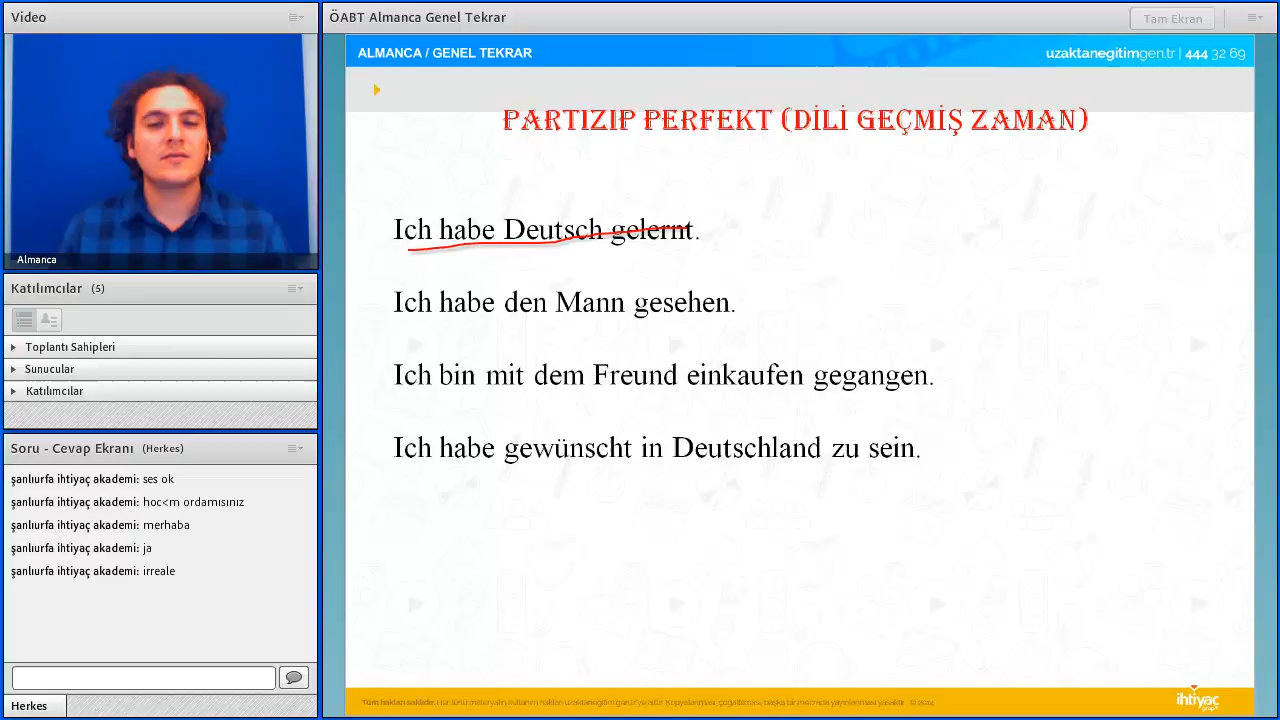 Video
Almanca
Katılımcılar (5)
Toplantı Sahipleri
Sunucular
Katılımcılar
Soru - Cevap Ekranı (Herkes)
şanlıurfa ihtiyaç akademi: ses ok
şanlıurfa ihtiyaç akademi: hoc<m ordamısınız
şanlıurfa ihtiyaç akademi: merhaba
şanlıurfa ihtiyaç akademi: ja
şanlıurfa ihtiyaç akademi: irreale
Herkes
ÖABT Almanca Genel Tekrar
Tam Ekran
ALMANCA / GENEL TEKRAR
uzaktanegitimgen.tr | 444 32 69
PARTIZIP PERFEKT (DİLİ GEÇMİŞ ZAMAN)
Ich habe Deutsch gelernt.
Ich habe den Mann gesehen.
Ich bin mit dem Freund einkaufen gegangen.
Ich habe gewünscht in Deutschland zu sein.
Tüm hakları saklıdır.
© 2014
ihtiyaç